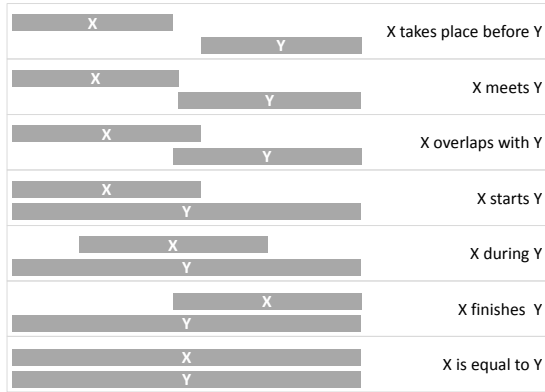 X
Y
X takes place before Y
X
Y
X meets Y
X
Y
X overlaps with Y
X
Y
X starts Y
X
Y
X during Y
X
Y
X finishes  Y
X
Y
X is equal to Y